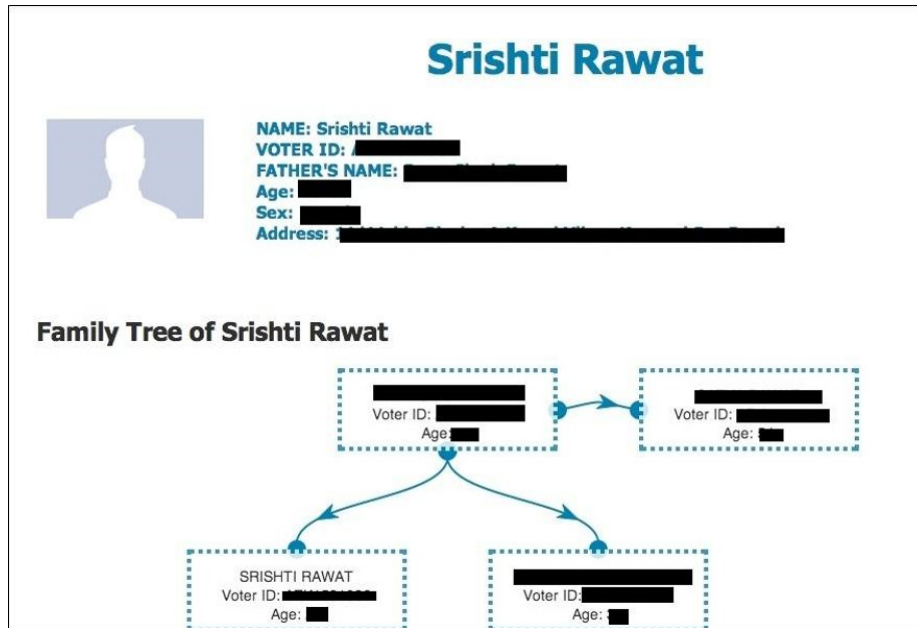 Srishti Rawat
NAME: Srishti Rawat
VOTER ID:
FATHER'S NAME:
Age:
Sex:
Address:
Family Tree of Srishti Rawat
Voter ID:
Age:
Voter ID:
Age:
SRISHTI RAWAT
Voter ID:
Age:
Voter ID:
Age: